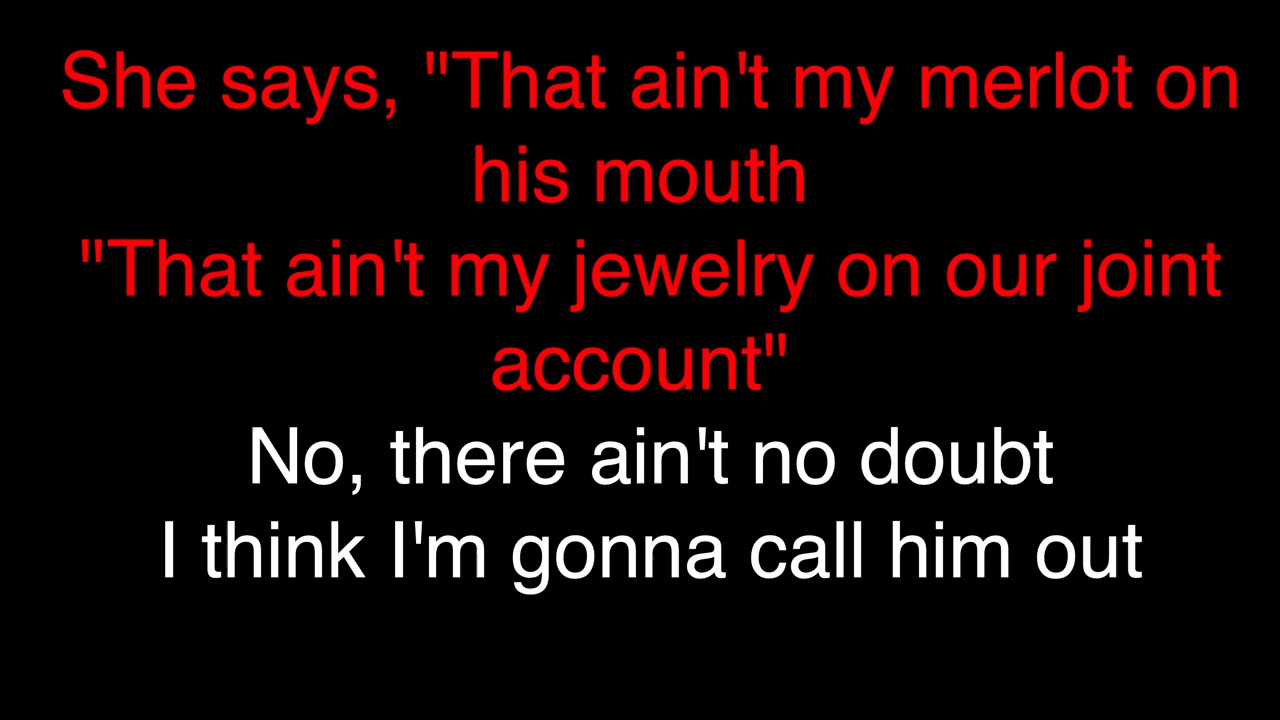 She says, "That ain't my merlot on
his mouth
"That ain't my jewelry on our joint
account"
No, there ain't no doubt
I think I'm gonna call him out